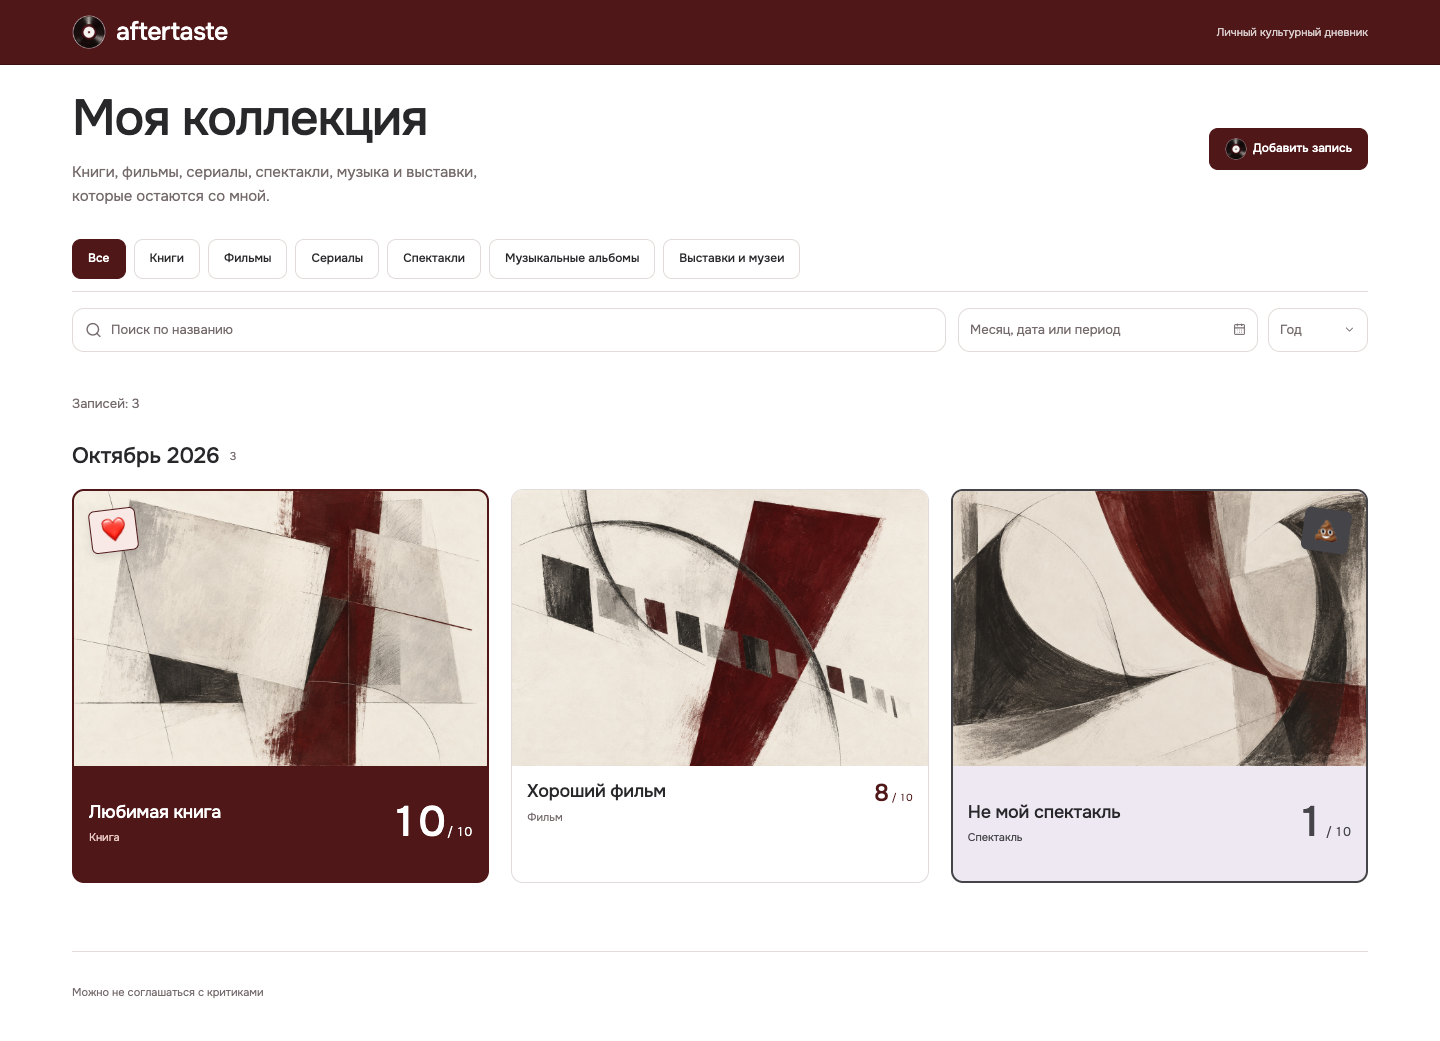 aftertaste
Личный культурный дневник
Моя коллекция
Книги, фильмы, сериалы, спектакли, музыка и выставки,
которые остаются со мной.
Добавить запись
Все
Книги
Фильмы
Сериалы
Спектакли
Музыкальные альбомы
Выставки и музеи
Поиск по названию
Месяц, дата или период
Год
Записей: 3
Октябрь 2026 3
Любимая книга
Книга
10 / 10
Хороший фильм
Фильм
8 / 10
Не мой спектакль
Спектакль
1 / 10
Можно не соглашаться с критиками